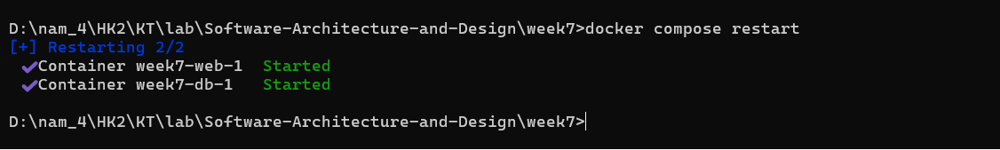 D:\nam_4\HK2\KT\lab\Software-Architecture-and-Design\week7>docker compose restart
[+] Restarting 2/2
✔Container week7-web-1  Started
✔Container week7-db-1   Started
D:\nam_4\HK2\KT\lab\Software-Architecture-and-Design\week7>